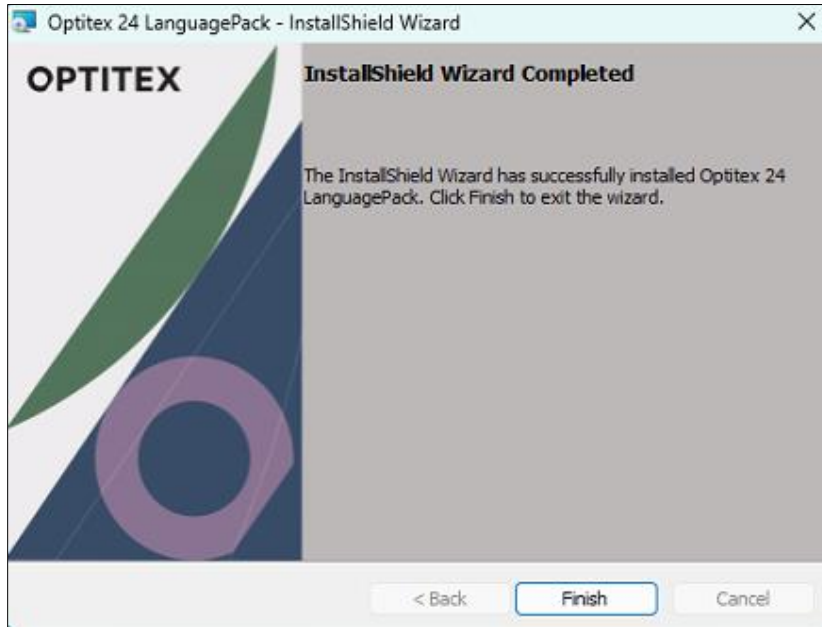 Optitex 24 LanguagePack - InstallShield Wizard
OPTITEX
InstallShield Wizard Completed
The InstallShield Wizard has successfully installed Optitex 24
LanguagePack. Click Finish to exit the wizard.
< Back
Finish
Cancel